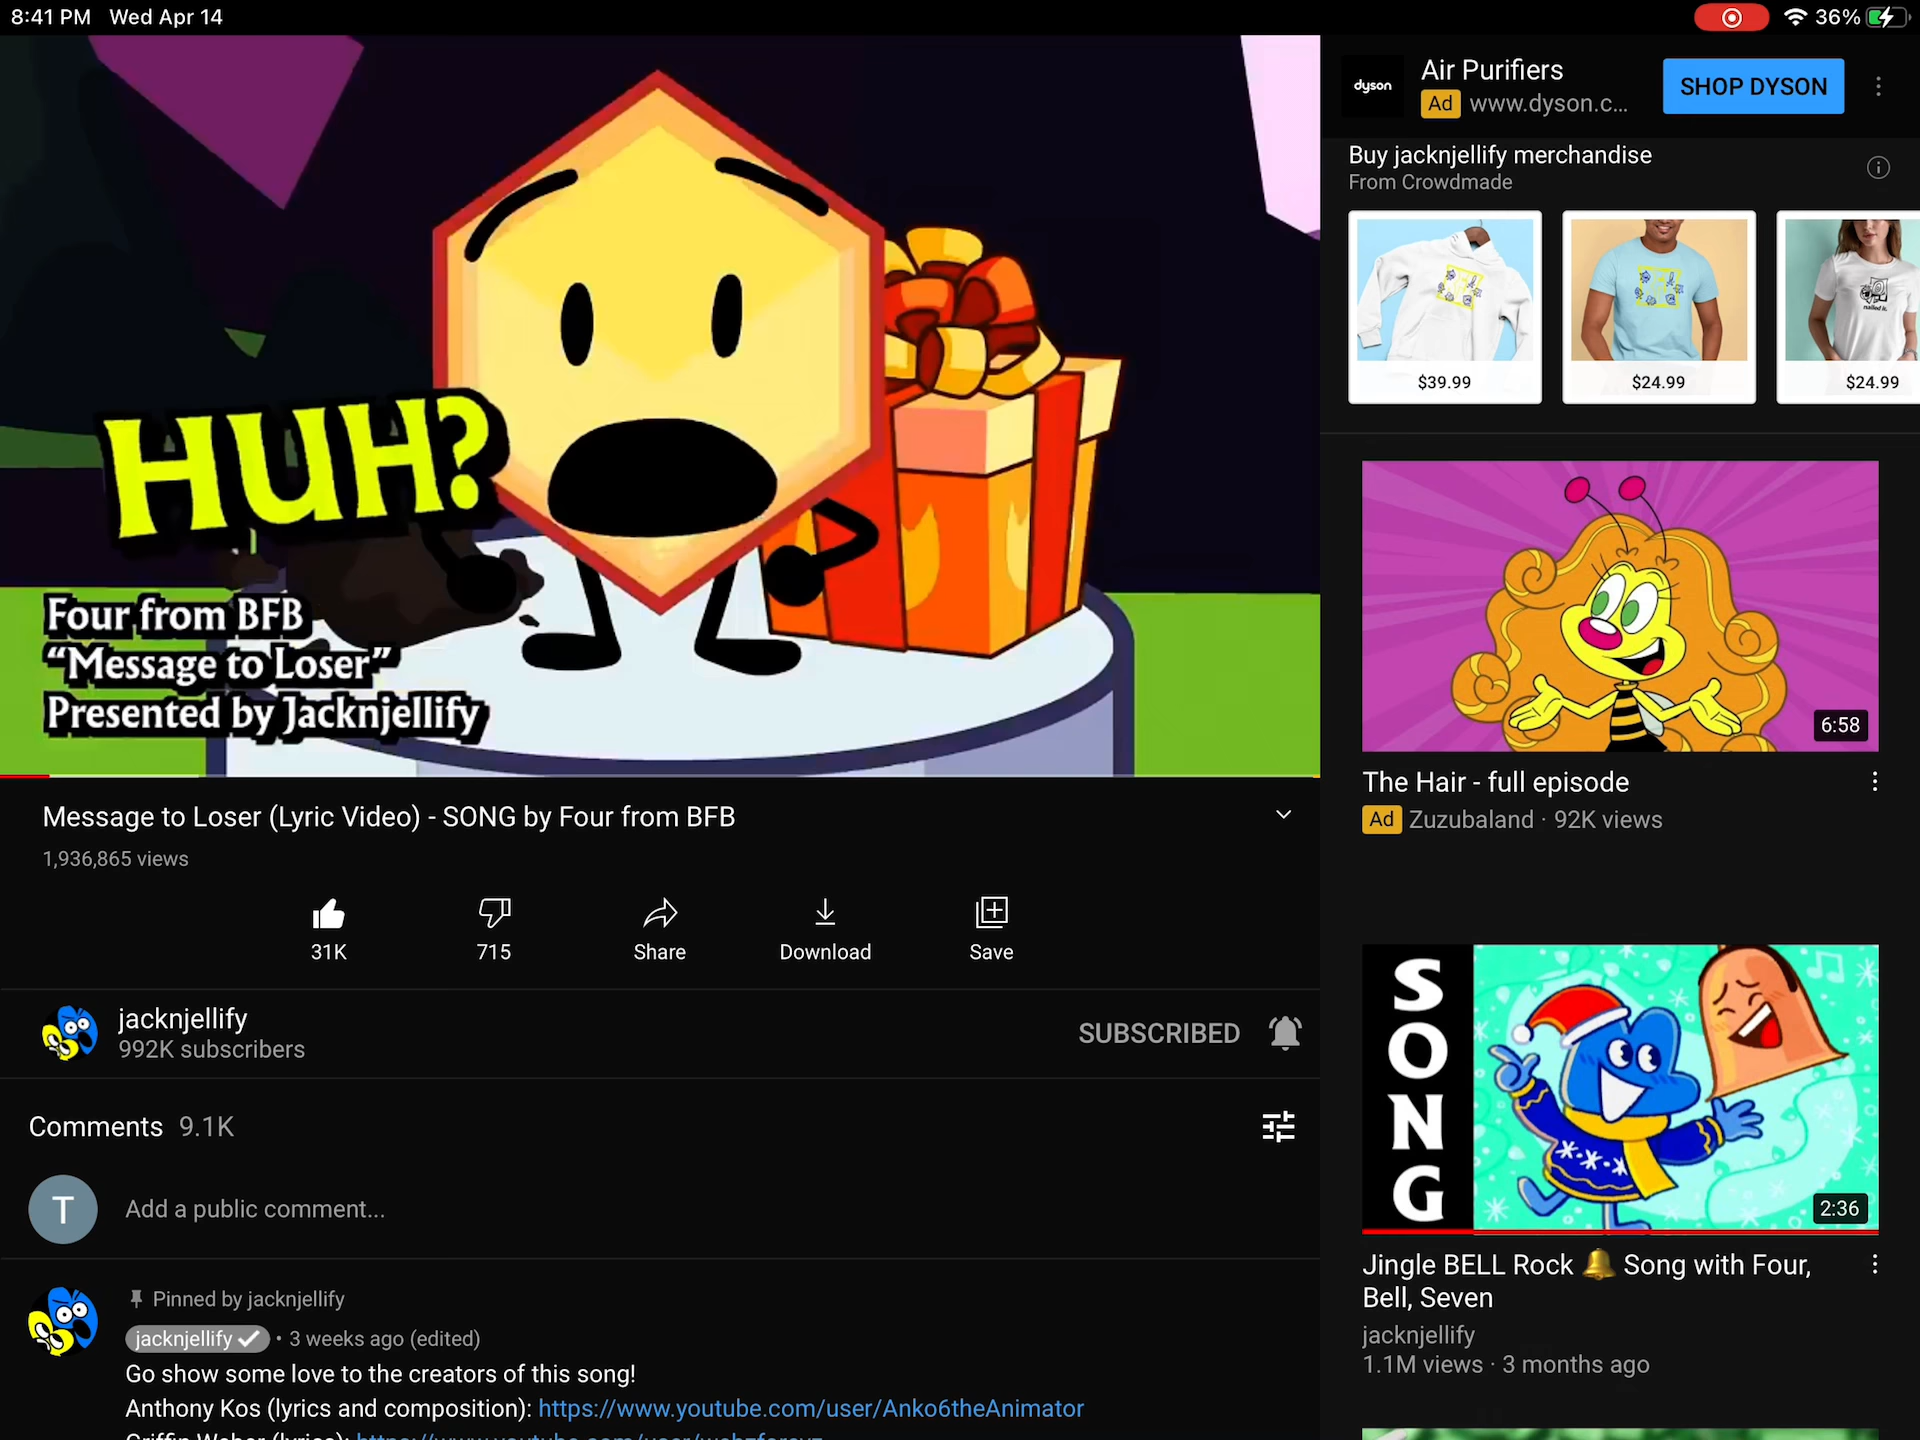 8:41 PM Wed Apr 14
36%
HUH?
Four from BFB
“Message to Loser”
Presented by Jacknjellify
Message to Loser (Lyric Video) - SONG by Four from BFB
1,936,865 views
31K
715
Share
Download
Save
jacknjellify
992K subscribers
SUBSCRIBED
Comments 9.1K
T
Add a public comment...
Pinned by jacknjellify
jacknjellify • 3 weeks ago (edited)
Go show some love to the creators of this song!
Anthony Kos (lyrics and composition): https://www.youtube.com/user/Anko6theAnimator
dyson
Air Purifiers
Ad www.dyson.c...
SHOP DYSON
Buy jacknjellify merchandise
From Crowdmade
$39.99
$24.99
nailed it.
$24.99
6:58
The Hair - full episode
Ad Zuzubaland · 92K views
SONG
2:36
Jingle BELL Rock 🔔 Song with Four,
Bell, Seven
jacknjellify
1.1M views · 3 months ago